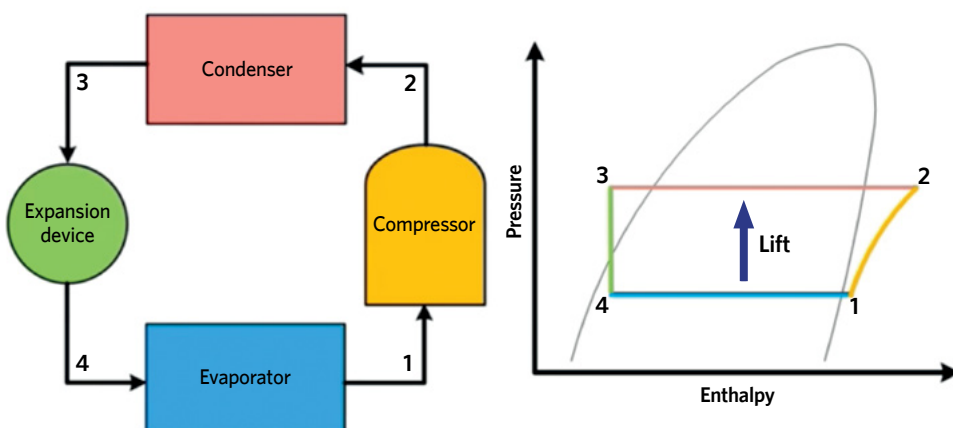 Condenser
3
2
Expansion
device
Compressor
4
Evaporator
1
Pressure
3
2
Lift
4
1
Enthalpy